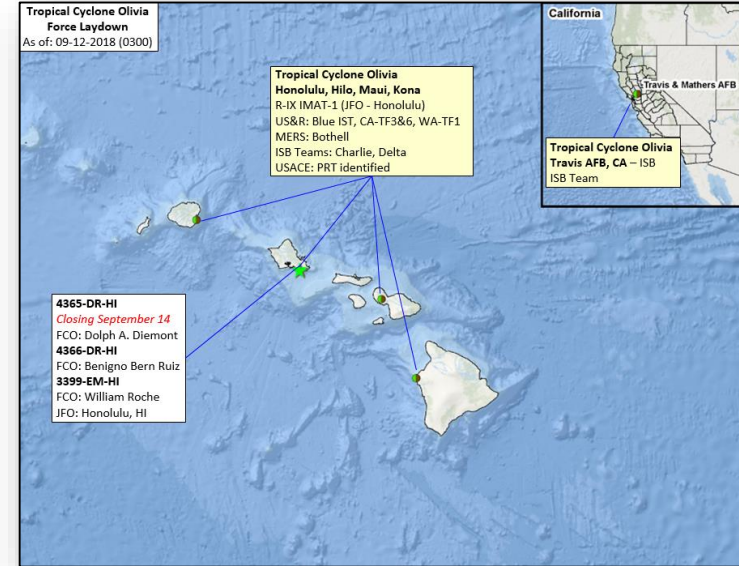 Tropical Cyclone Olivia
Force Laydown
As of: 09-12-2018 (0300)
California
Travis & Mathers AFB
Tropical Cyclone Olivia
Travis AFB, CA – ISB
ISB Team
Tropical Cyclone Olivia
Honolulu, Hilo, Maui, Kona
R-IX IMAT-1 (JFO - Honolulu)
US&R: Blue IST, CA-TF3&6, WA-TF1
MERS: Bothell
ISB Teams: Charlie, Delta
USACE: PRT identified
4365-DR-HI
Closing September 14
FCO: Dolph A. Diemont
4366-DR-HI
FCO: Benigno Bern Ruiz
3399-EM-HI
FCO: William Roche
JFO: Honolulu, HI